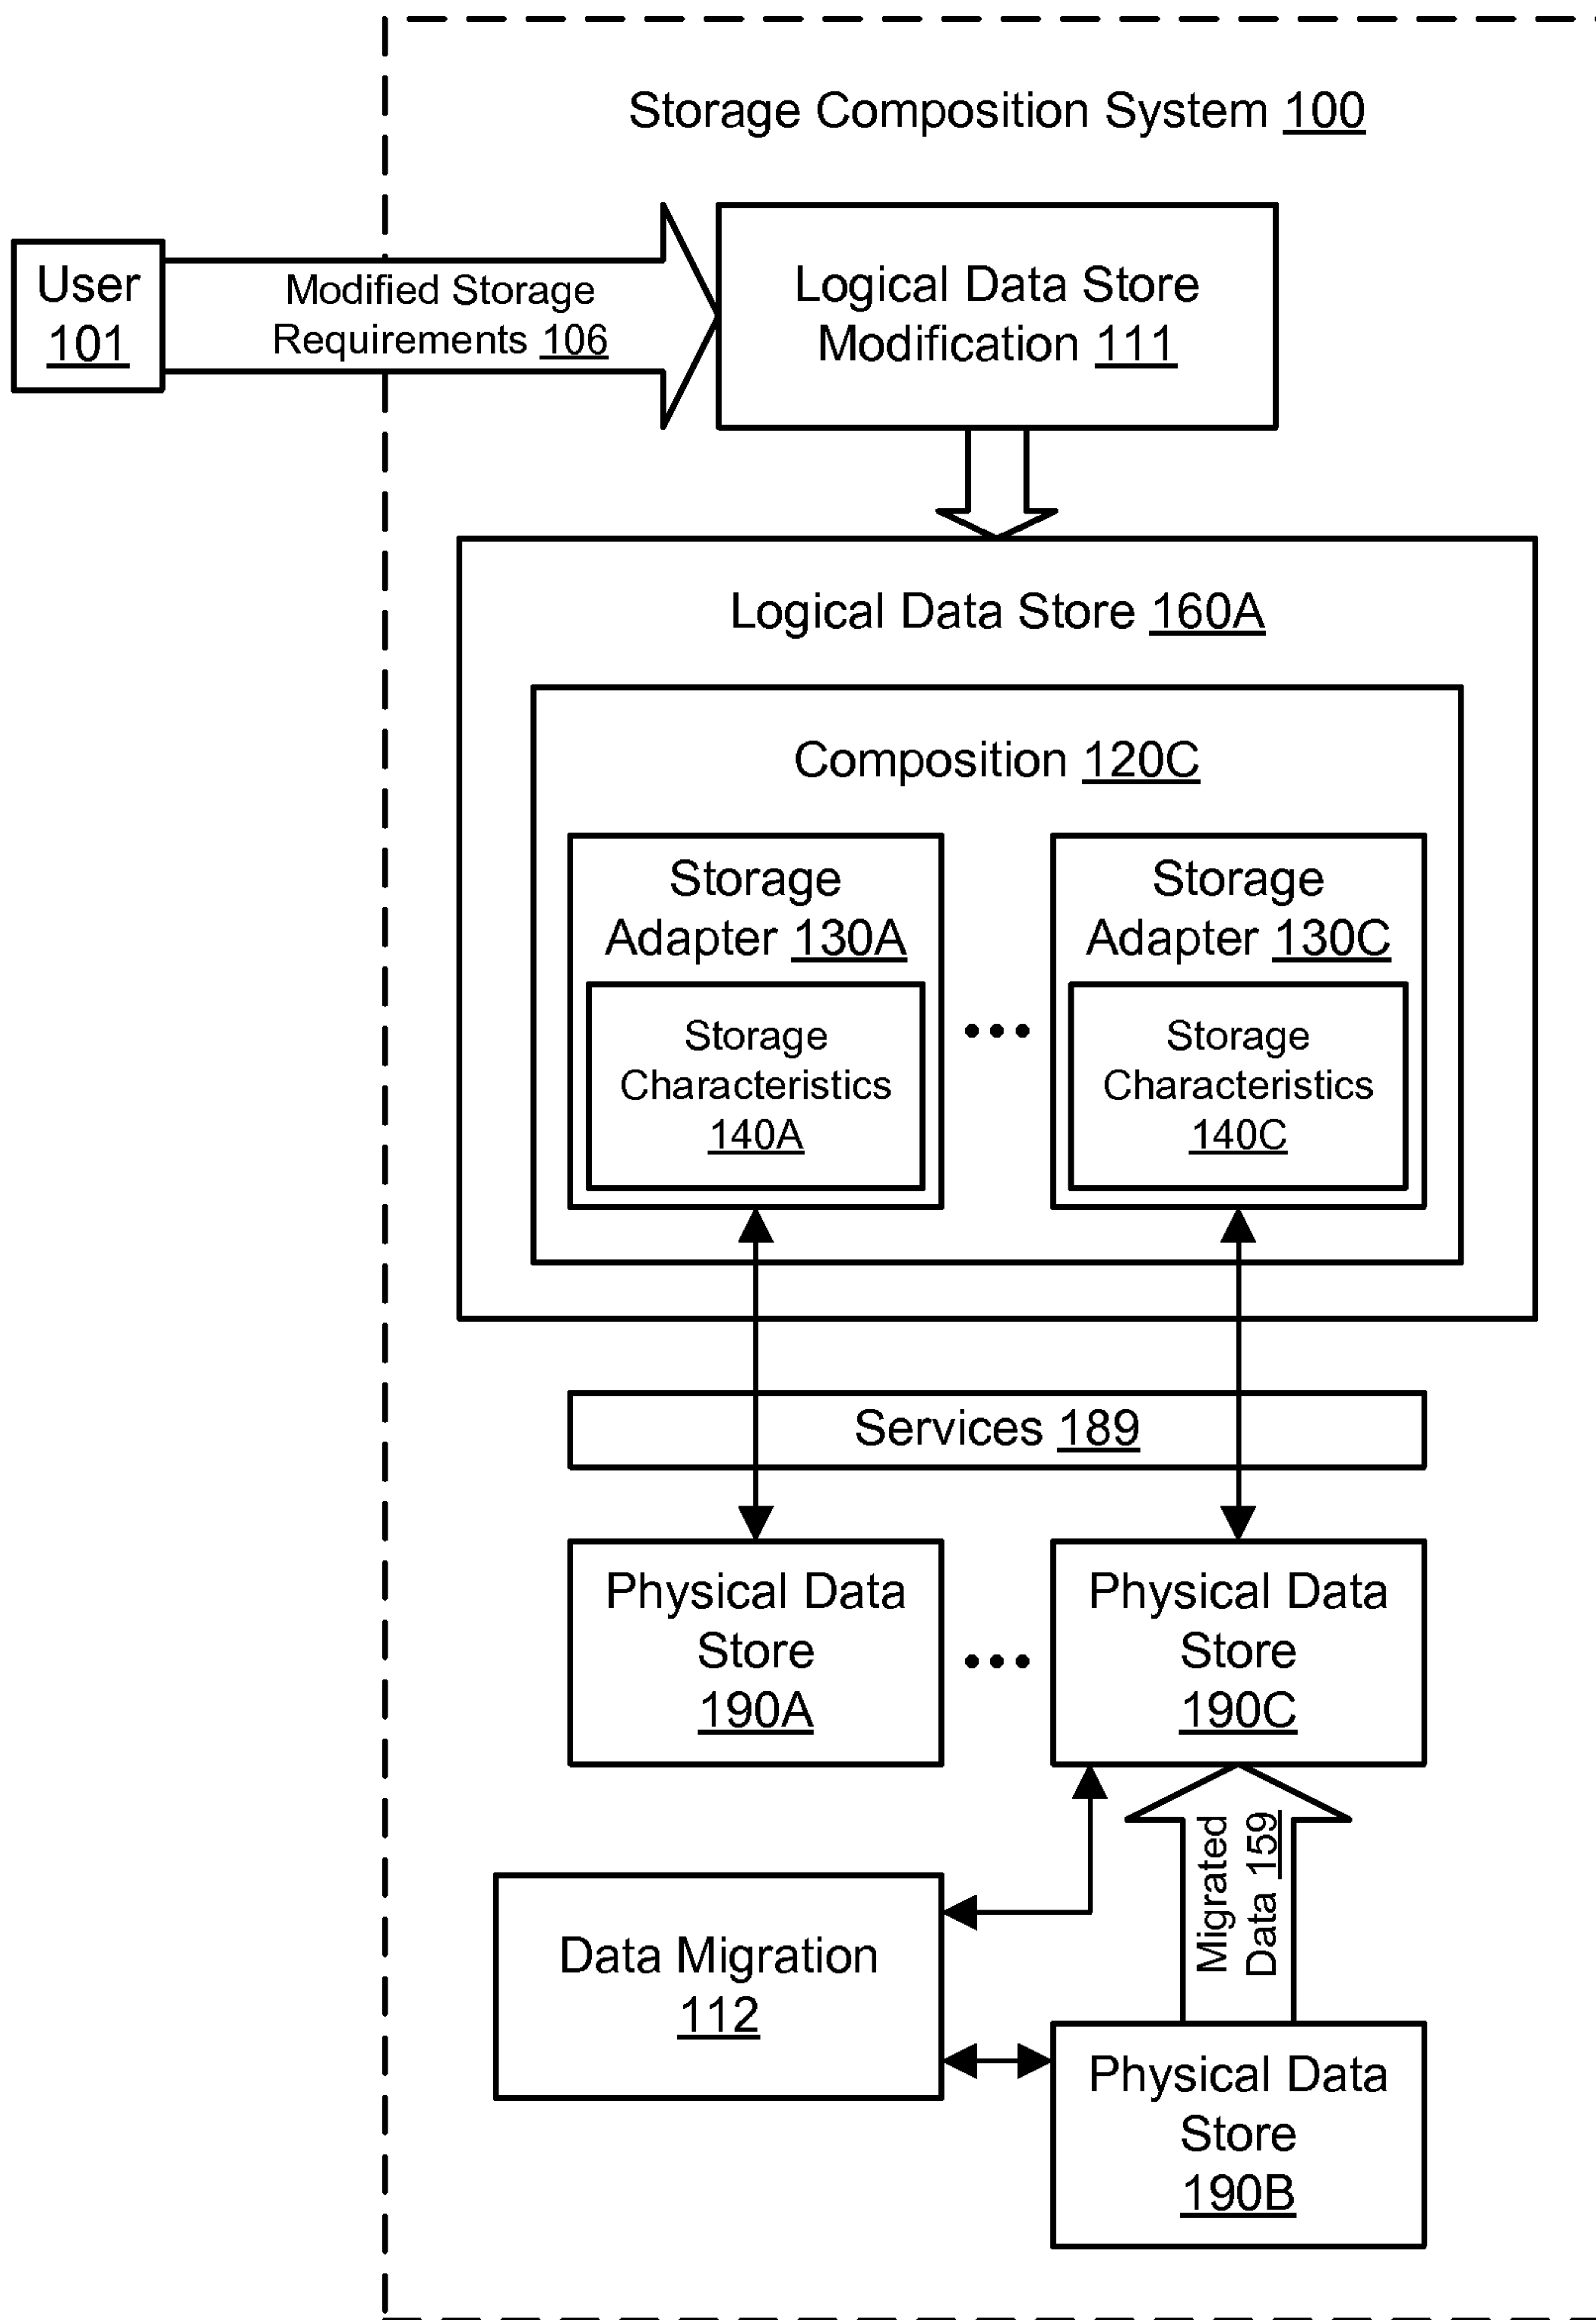 Storage Composition System 100
User
101
Modified Storage
Requirements 106
Logical Data Store
Modification 111
Logical Data Store 160A
Composition 120C
Storage
Adapter 130A
Storage
Characteristics
140A
Storage
Adapter 130C
Storage
Characteristics
140C
Services 189
Physical Data
Store
190A
Physical Data
Store
190C
Migrated
Data 159
Data Migration
112
Physical Data
Store
190B